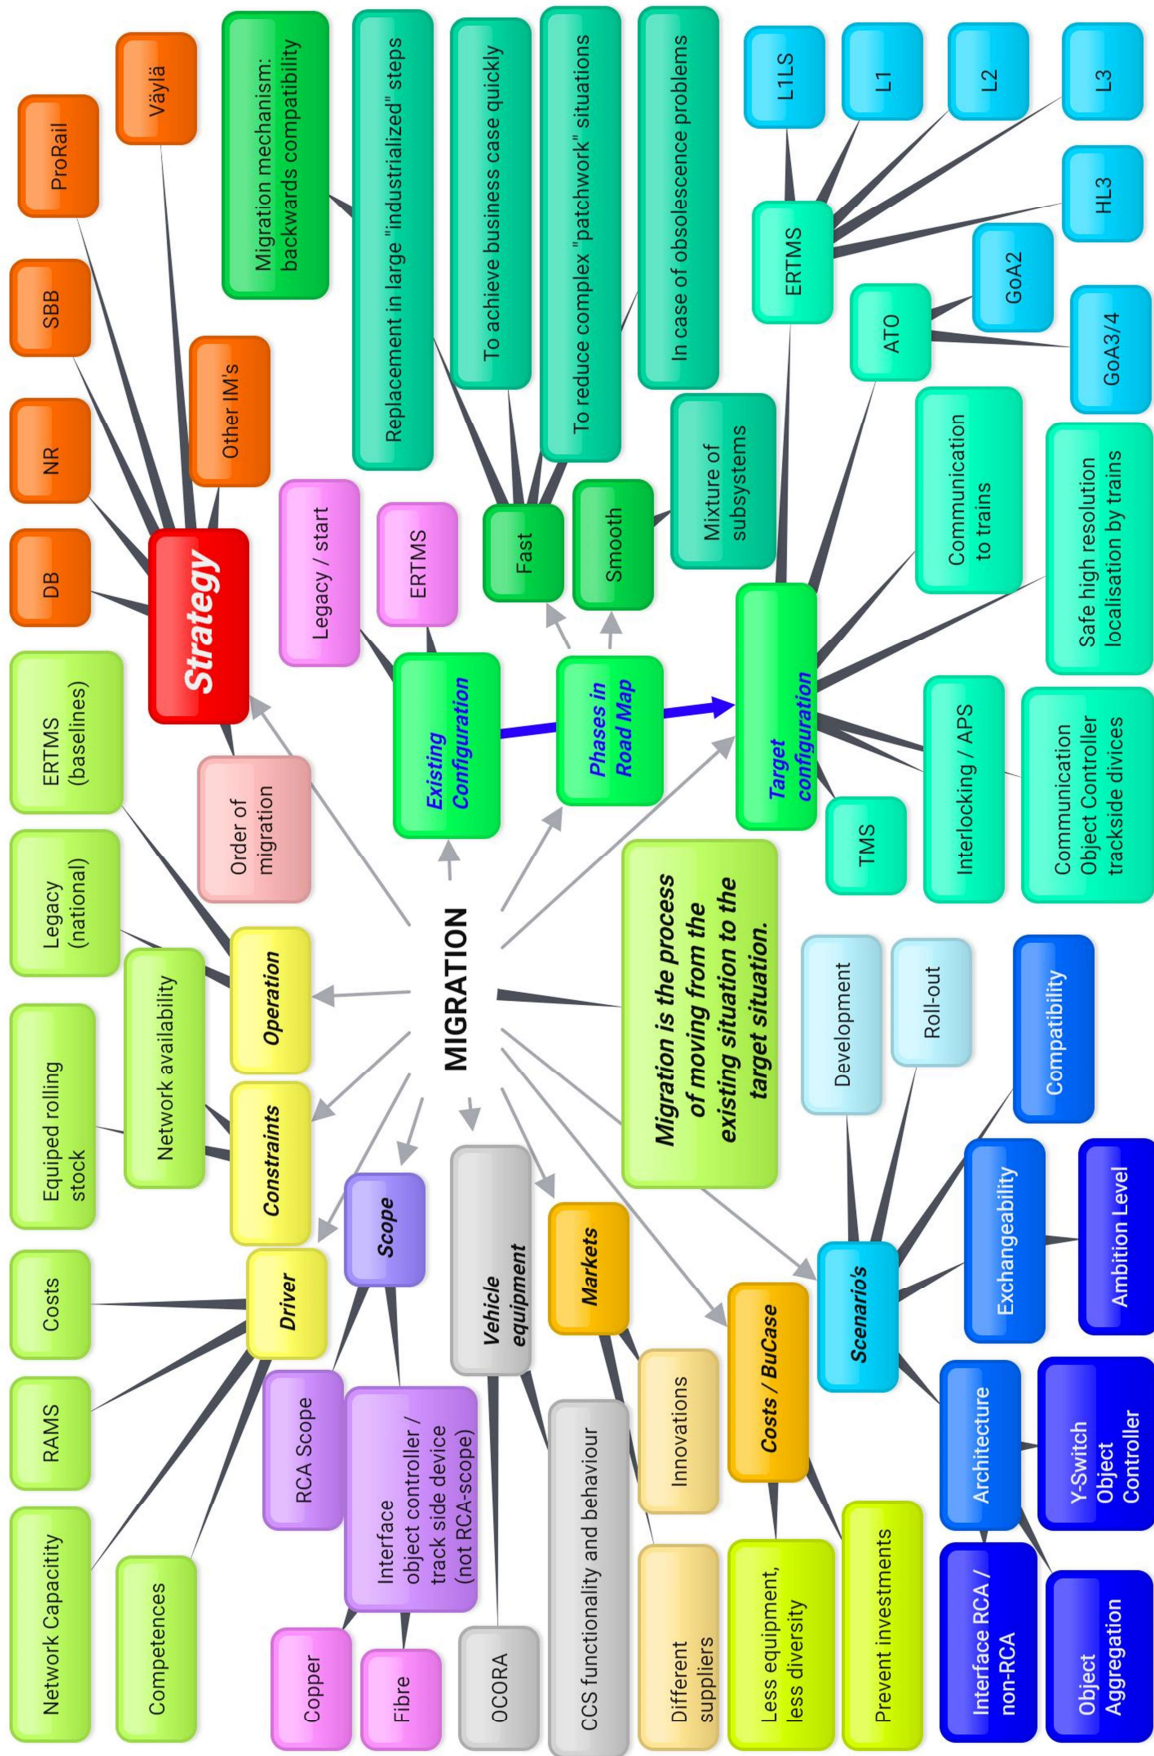 Network Capacitity
RAMS
Costs
Equiped rolling
stock
Legacy
(national)
ERTMS
(baselines)
DB
NR
SBB
ProRail
Väylä
Competences
Network availability
Other IM's
Driver
Constraints
Operation
Order of
migration
Strategy
Migration mechanism:
backwards compatibility
RCA Scope
Scope
Legacy / start
Replacement in large "industrialized" steps
Copper
Fibre
Interface
object controller /
track side device
(not RCA-scope)
ERTMS
Existing
Configuration
To achieve business case quickly
OCORA
Vehicle
equipment
MIGRATION
Fast
To reduce complex "patchwork" situations
CCS functionality and behaviour
Markets
Phases in
Road Map
Smooth
In case of obsolescence problems
Different
suppliers
Innovations
Migration is the process
of moving from the
existing situation to the
target situation.
Mixture of
subsystems
Less equipment,
less diversity
Costs / BuCase
Target
configuration
ERTMS
L1LS
L1
L2
L3
HL3
Prevent investments
Scenario's
Development
Roll-out
TMS
ATO
GoA2
GoA3/4
Interface RCA /
non-RCA
Architecture
Exchangeability
Compatibility
Interlocking / APS
Communication
to trains
Object
Aggregation
Y-Switch
Object
Controller
Ambition Level
Communication
Object Controller
trackside divices
Safe high resolution
localisation by trains